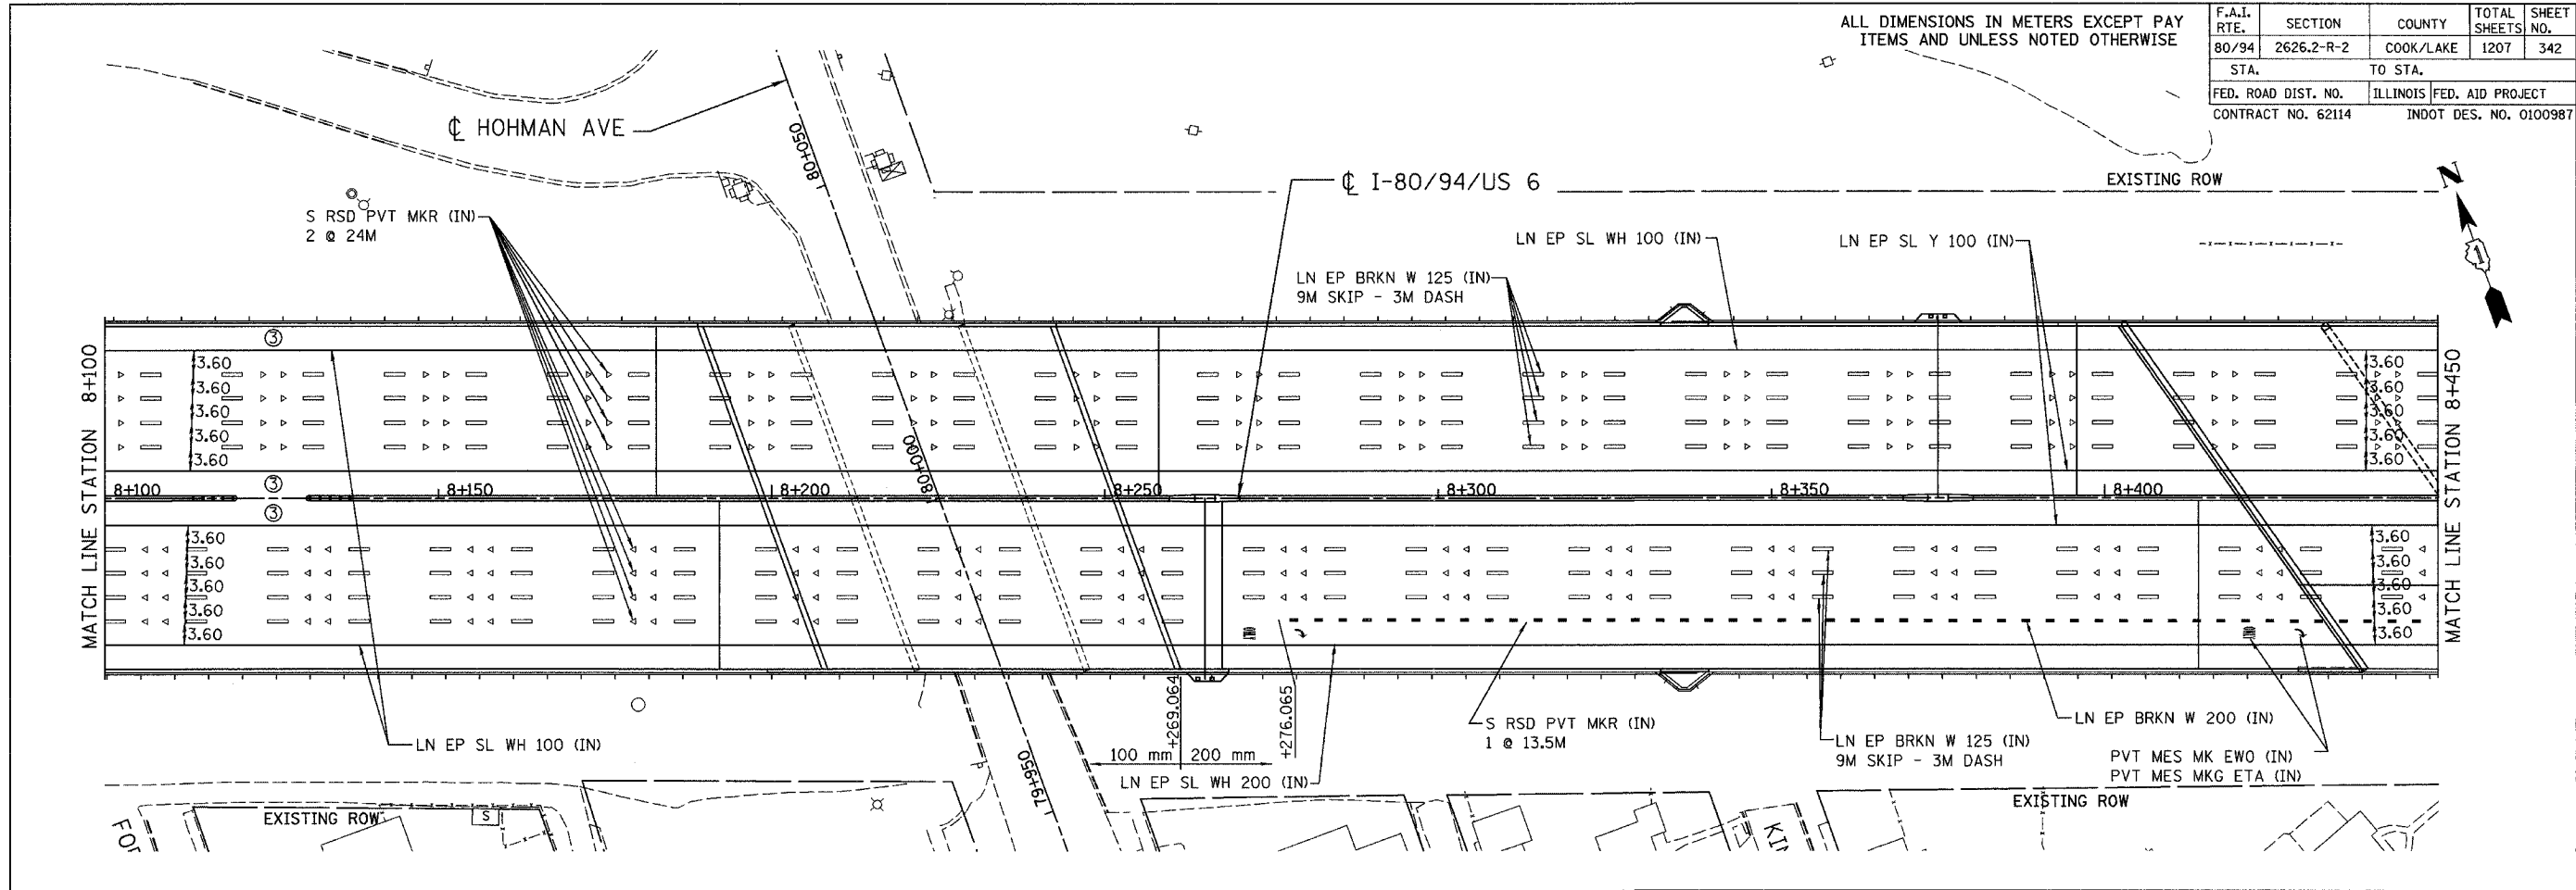 ALL DIMENSIONS IN METERS EXCEPT PAY
ITEMS AND UNLESS NOTED OTHERWISE
F.A.I. RTE. SECTION COUNTY TOTAL SHEETS SHEET NO.
80/94 2626.2-R-2 COOK/LAKE 1207 342
STA. TO STA.
FED. ROAD DIST. NO. ILLINOIS FED. AID PROJECT
CONTRACT NO. 62114 INDOT DES. NO. 0100987
℄ HOHMAN AVE
80+050
℄ I-80/94/US 6
EXISTING ROW
N
1
S RSD PVT MKR (IN)
2 @ 24M
LN EP SL WH 100 (IN)
LN EP SL Y 100 (IN)
LN EP BRKN W 125 (IN)
9M SKIP - 3M DASH
MATCH LINE STATION 8+100
MATCH LINE STATION 8+450
3
3.60
3.60
3.60
3.60
3.60
3.60
3.60
3.60
3.60
3.60
80+000
3
8+100 8+150 8+200 8+250 8+300 8+350 8+400
3
3.60
3.60
3.60
3.60
3.60
3.60
3.60
3.60
3.60
3.60
EWO
+269.064
+276.065
79+950
LN EP SL WH 100 (IN)
100 mm 200 mm
LN EP SL WH 200 (IN)
S RSD PVT MKR (IN)
1 @ 13.5M
LN EP BRKN W 125 (IN)
9M SKIP - 3M DASH
LN EP BRKN W 200 (IN)
PVT MES MK EWO (IN)
PVT MES MKG ETA (IN)
EXISTING ROW
S
EXISTING ROW